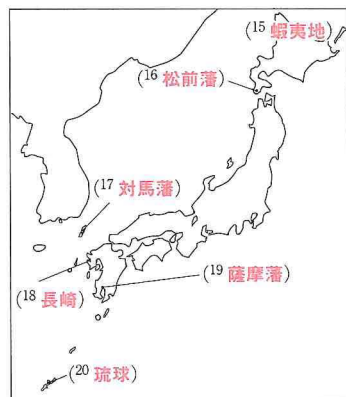 (15 蝦夷地)
(16 松前藩)
(17 対馬藩)
(18 長崎)
(19 薩摩藩)
(20 琉球)